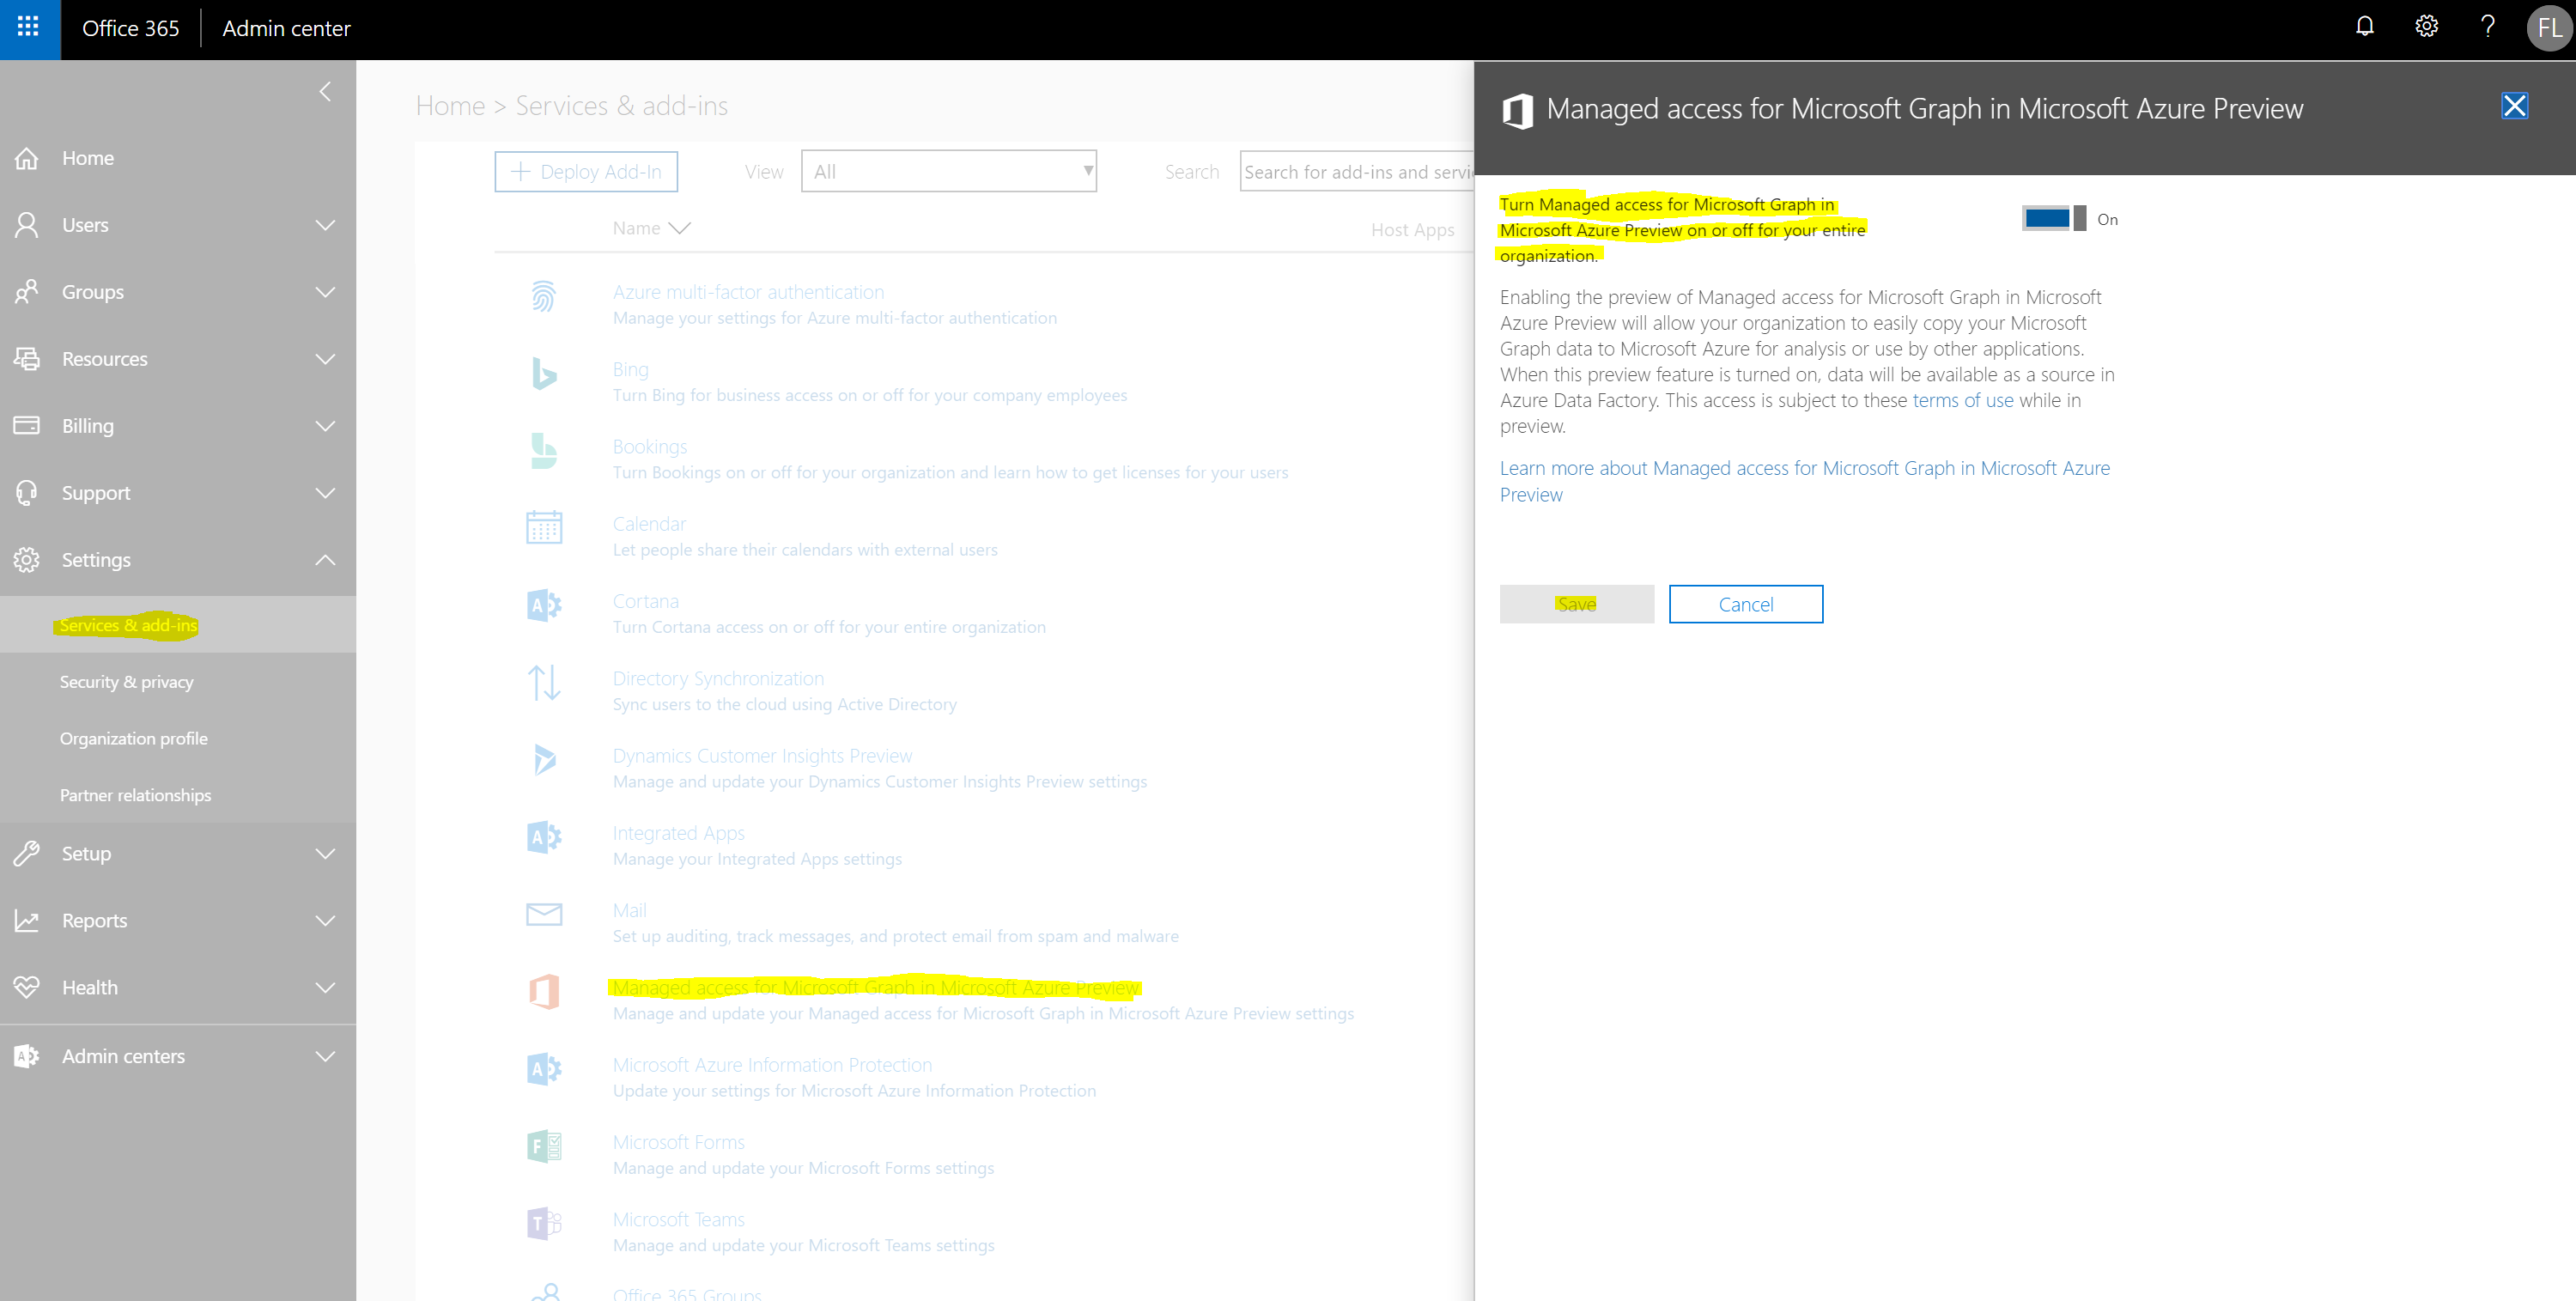 Office 365
Admin center
FL
Home
Users
Groups
Resources
Billing
Support
Settings
Services & add-ins
Security & privacy
Organization profile
Partner relationships
Setup
Reports
Health
Admin centers
Home > Services & add-ins
Deploy Add-In
View
All
Search
Search for add-ins and servi
Name
Host Apps
Azure multi-factor authentication
Manage your settings for Azure multi-factor authentication
Bing
Turn Bing for business access on or off for your company employees
Bookings
Turn Bookings on or off for your organization and learn how to get licenses for your users
Calendar
Let people share their calendars with external users
Cortana
Turn Cortana access on or off for your entire organization
Directory Synchronization
Sync users to the cloud using Active Directory
Dynamics Customer Insights Preview
Manage and update your Dynamics Customer Insights Preview settings
Integrated Apps
Manage your Integrated Apps settings
Mail
Set up auditing, track messages, and protect email from spam and malware
Managed access for Microsoft Graph in Microsoft Azure Preview
Manage and update your Managed access for Microsoft Graph in Microsoft Azure Preview settings
Microsoft Azure Information Protection
Update your settings for Microsoft Azure Information Protection
Microsoft Forms
Manage and update your Microsoft Forms settings
Microsoft Teams
Manage and update your Microsoft Teams settings
Office 365 Groups
Managed access for Microsoft Graph in Microsoft Azure Preview
Turn Managed access for Microsoft Graph in
Microsoft Azure Preview on or off for your entire
organization.
On
Enabling the preview of Managed access for Microsoft Graph in Microsoft
Azure Preview will allow your organization to easily copy your Microsoft
Graph data to Microsoft Azure for analysis or use by other applications.
When this preview feature is turned on, data will be available as a source in
Azure Data Factory. This access is subject to these terms of use while in
preview.
Learn more about Managed access for Microsoft Graph in Microsoft Azure
Preview
Save
Cancel